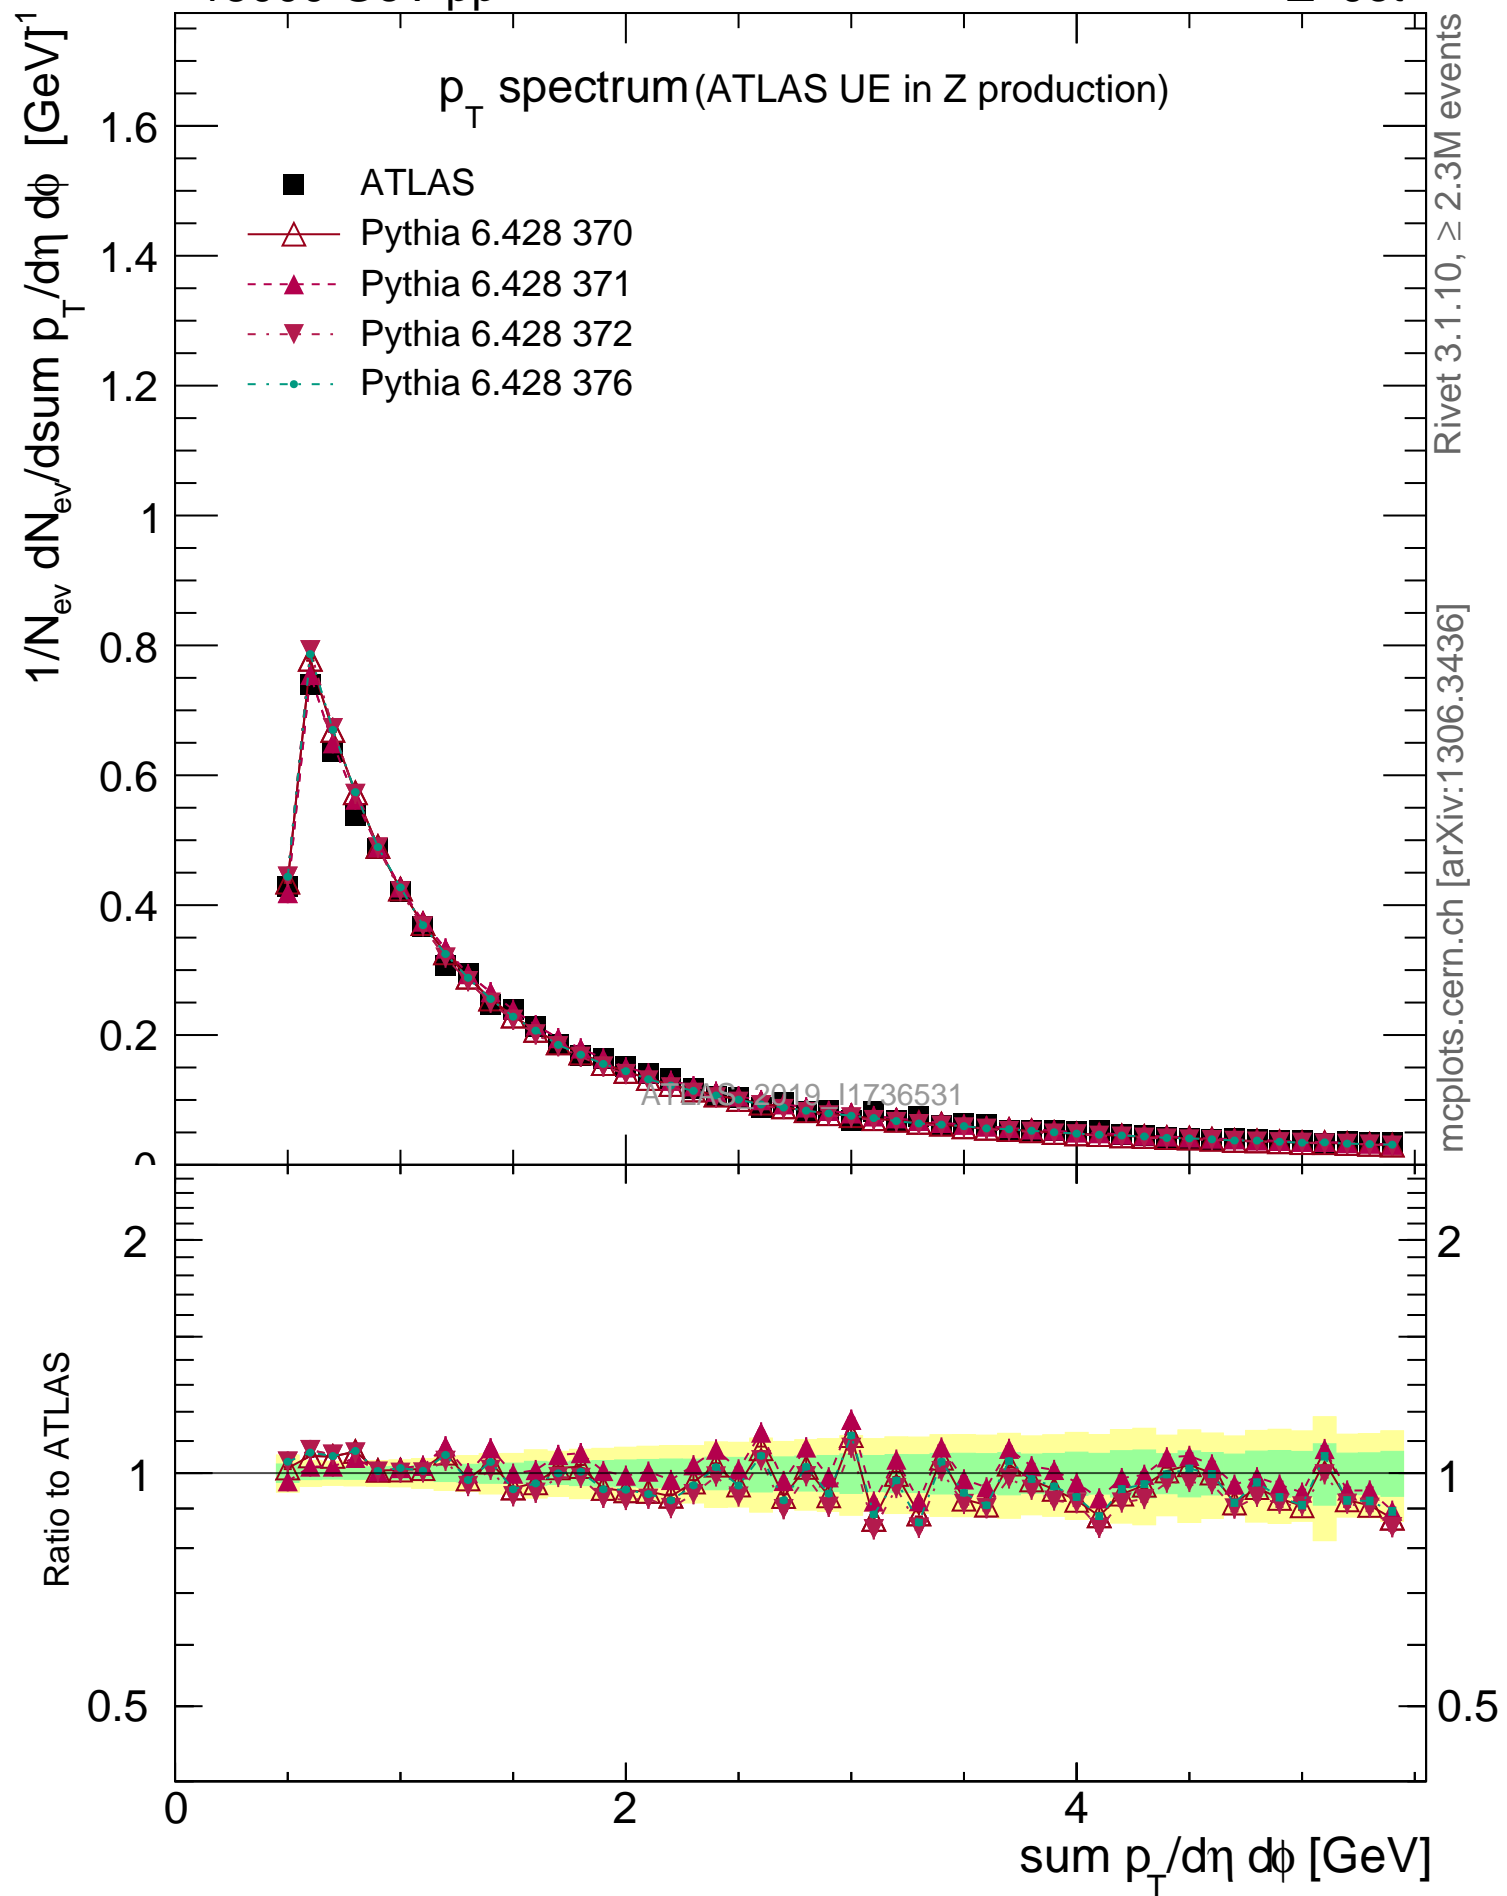 p_T spectrum (ATLAS UE in Z production)
1/N_ev dN_ev/dsum p_T/dη dϕ [GeV]^-1
ATLAS
Pythia 6.428 370
Pythia 6.428 371
Pythia 6.428 372
Pythia 6.428 376
1.6
1.4
1.2
1
0.8
0.6
0.4
0.2
0
ATLAS_2019_I1736531
Rivet 3.1.10, ≥ 2.3M events
mcplots.cern.ch [arXiv:1306.3436]
Ratio to ATLAS
2
1
0.5
2
1
0.5
0
2
4
sum p_T/dη dϕ [GeV]